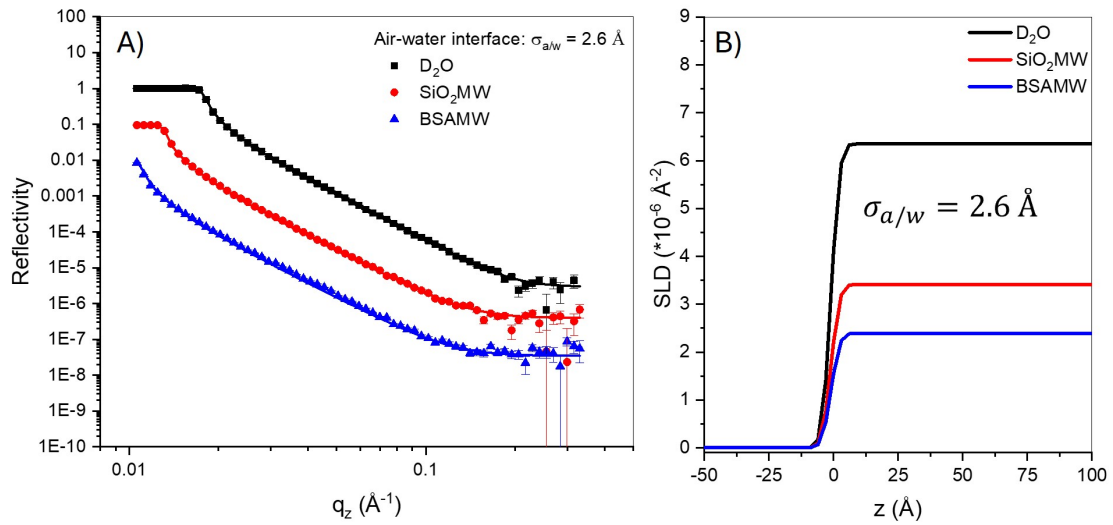 A)
Air-water interface: σa/w = 2.6 Å
D₂O
SiO₂MW
BSAMW
100
10
1
0.1
0.01
0.001
1E-4
1E-5
1E-6
1E-7
1E-8
1E-9
1E-10
Reflectivity
0.01
0.1
qz (Å⁻¹)
B)
D₂O
SiO₂MW
BSAMW
σa/w = 2.6 Å
9
8
7
6
5
4
3
2
1
0
SLD (*10⁻⁶ Å⁻²)
-50
-25
0
25
50
75
100
z (Å)